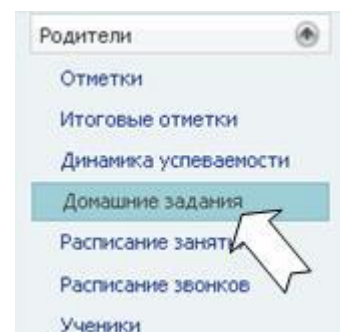 Родители
Отметки
Итоговые отметки
Динамика успеваемости
Домашние задания
Расписание
Расписание звонков
Ученики